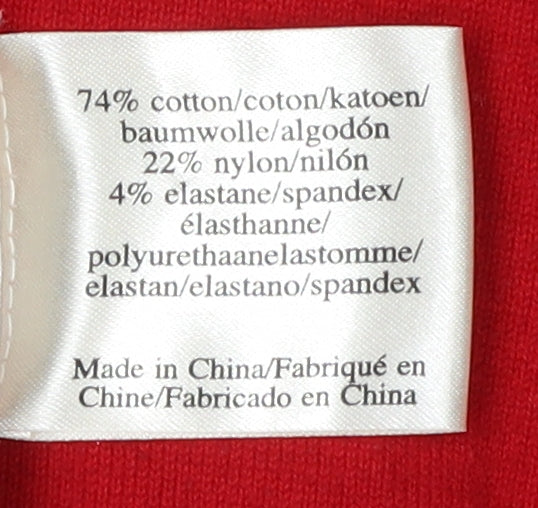 74% cotton/coton/katoen/
baumwolle/algodón
22% nylon/nilón
4% elastane/spandex/
élasthanne/
polyurethaanelastomme/
elastan/elastano/spandex
Made in China/Fabriqué en
Chine/Fabricado en China